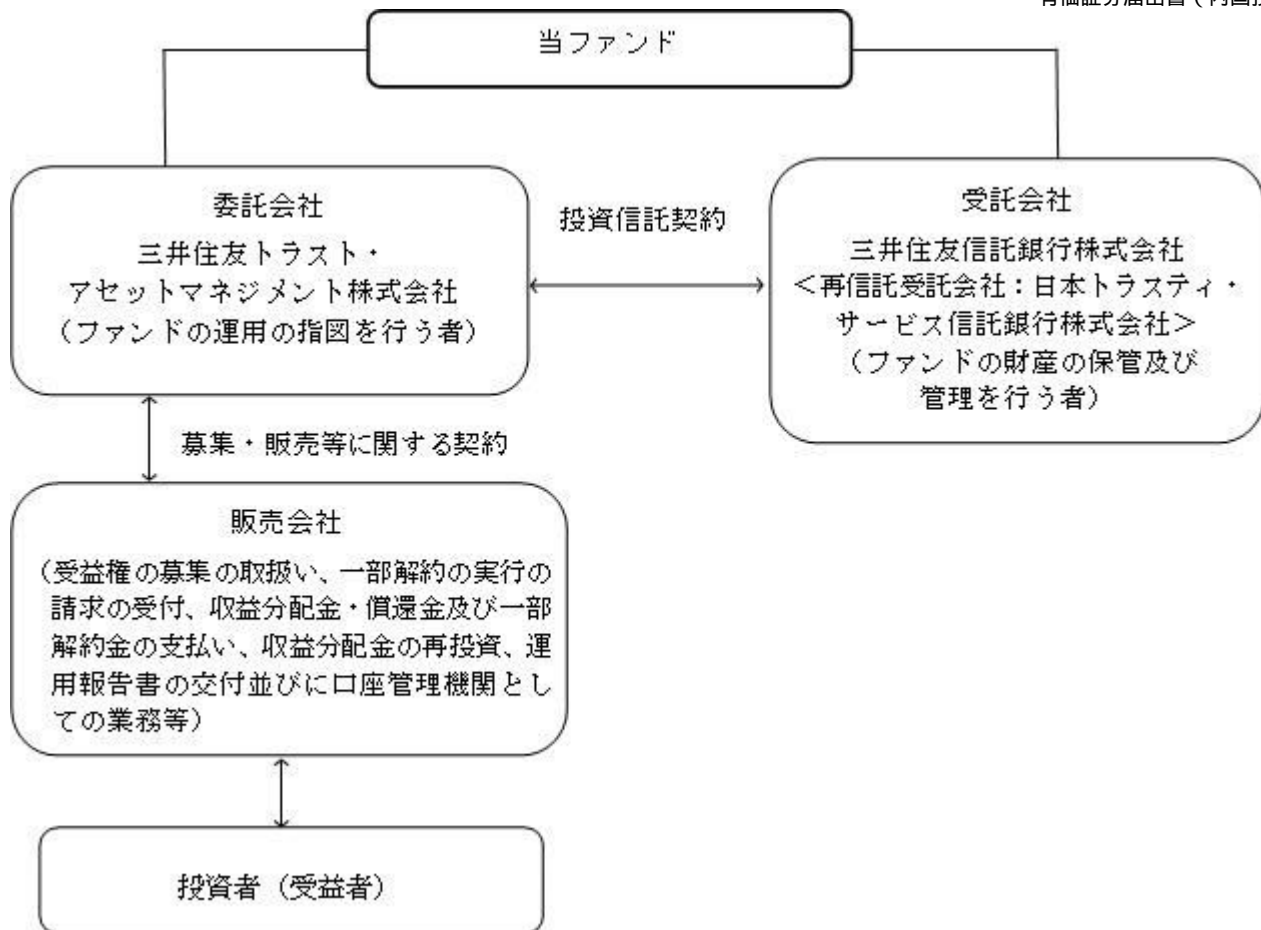 有価証券届出書（内国投
当ファンド
委託会社
三井住友トラスト・
アセットマネジメント株式会社
（ファンドの運用の指図を行う者）
投資信託契約
受託会社
三井住友信託銀行株式会社
＜再信託受託会社：日本トラスティ・
サービス信託銀行株式会社＞
（ファンドの財産の保管及び
管理を行う者）
募集・販売等に関する契約
販売会社
（受益権の募集の取扱い、一部解約の実行の
請求の受付、収益分配金・償還金及び一部
解約金の支払い、収益分配金の再投資、運
用報告書の交付並びに口座管理機関とし
ての業務等）
投資者（受益者）